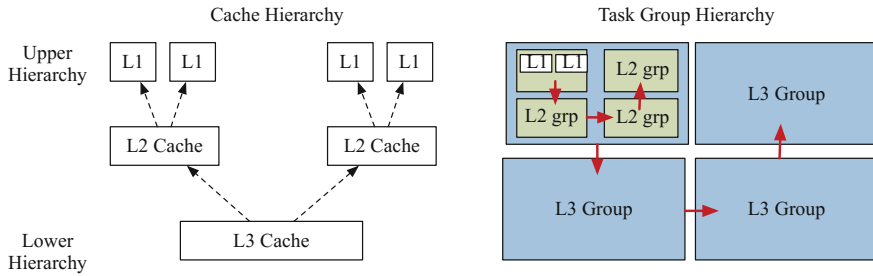 Cache Hierarchy
Task Group Hierarchy
Upper
Hierarchy
L1
L1
L1
L1
L2 Cache
L2 Cache
L3 Cache
Lower
Hierarchy
L1
L1
L2 grp
L2 grp
L2 grp
L3 Group
L3 Group
L3 Group